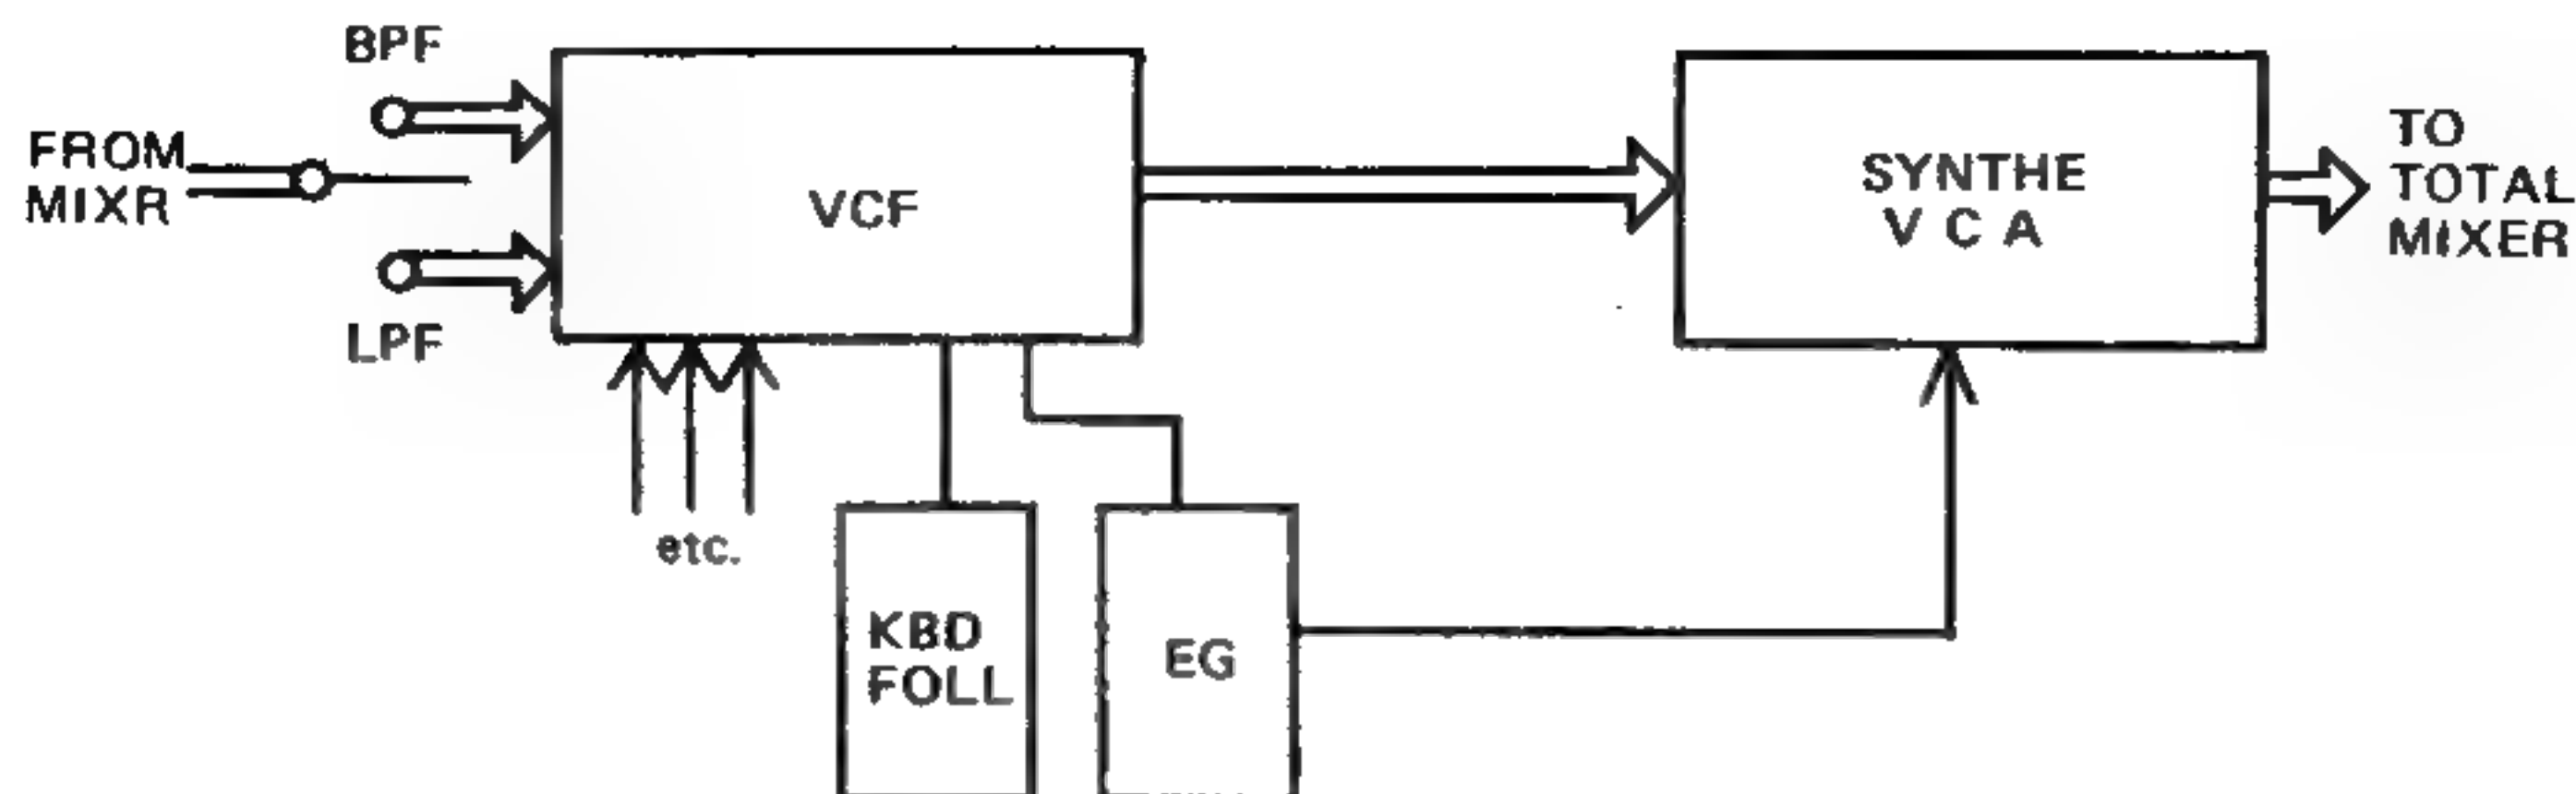 BPF
FROM
MIXR
LPF
VCF
SYNTHE
V C A
TO
TOTAL
MIXER
etc.
KBD
FOLL
EG